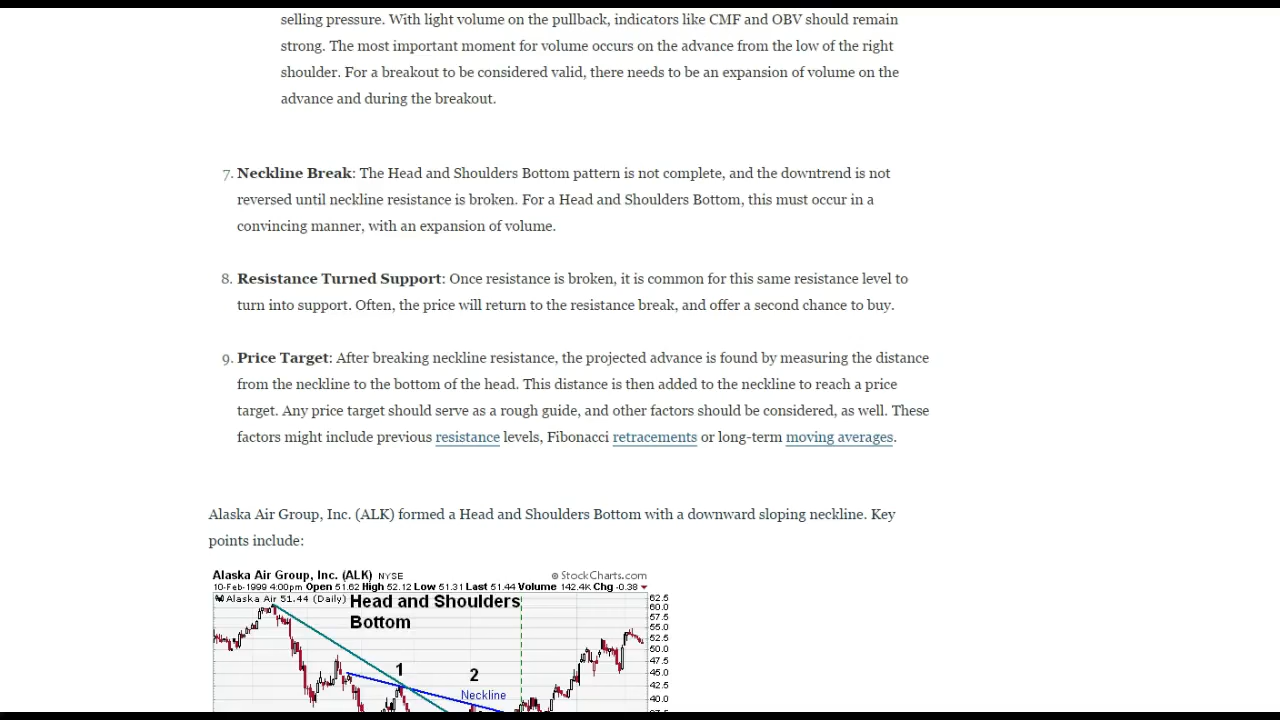 selling pressure. With light volume on the pullback, indicators like CMF and OBV should remain
strong. The most important moment for volume occurs on the advance from the low of the right
shoulder. For a breakout to be considered valid, there needs to be an expansion of volume on the
advance and during the breakout.
7. Neckline Break: The Head and Shoulders Bottom pattern is not complete, and the downtrend is not
reversed until neckline resistance is broken. For a Head and Shoulders Bottom, this must occur in a
convincing manner, with an expansion of volume.
8. Resistance Turned Support: Once resistance is broken, it is common for this same resistance level to
turn into support. Often, the price will return to the resistance break, and offer a second chance to buy.
9. Price Target: After breaking neckline resistance, the projected advance is found by measuring the distance
from the neckline to the bottom of the head. This distance is then added to the neckline to reach a price
target. Any price target should serve as a rough guide, and other factors should be considered, as well. These
factors might include previous resistance levels, Fibonacci retracements or long-term moving averages.
Alaska Air Group, Inc. (ALK) formed a Head and Shoulders Bottom with a downward sloping neckline. Key
points include:
Alaska Air Group, Inc. (ALK) NYSE © StockCharts.com
10-Feb-1999 4:00pm Open 51.62 High 52.12 Low 51.31 Last 51.44 Volume 142.4K Chg -0.38
Alaska Air 51.44 (Daily)
Head and Shoulders
Bottom
62.5
60.0
57.5
55.0
52.5
50.0
47.5
45.0
42.5
40.0
1
2
Neckline